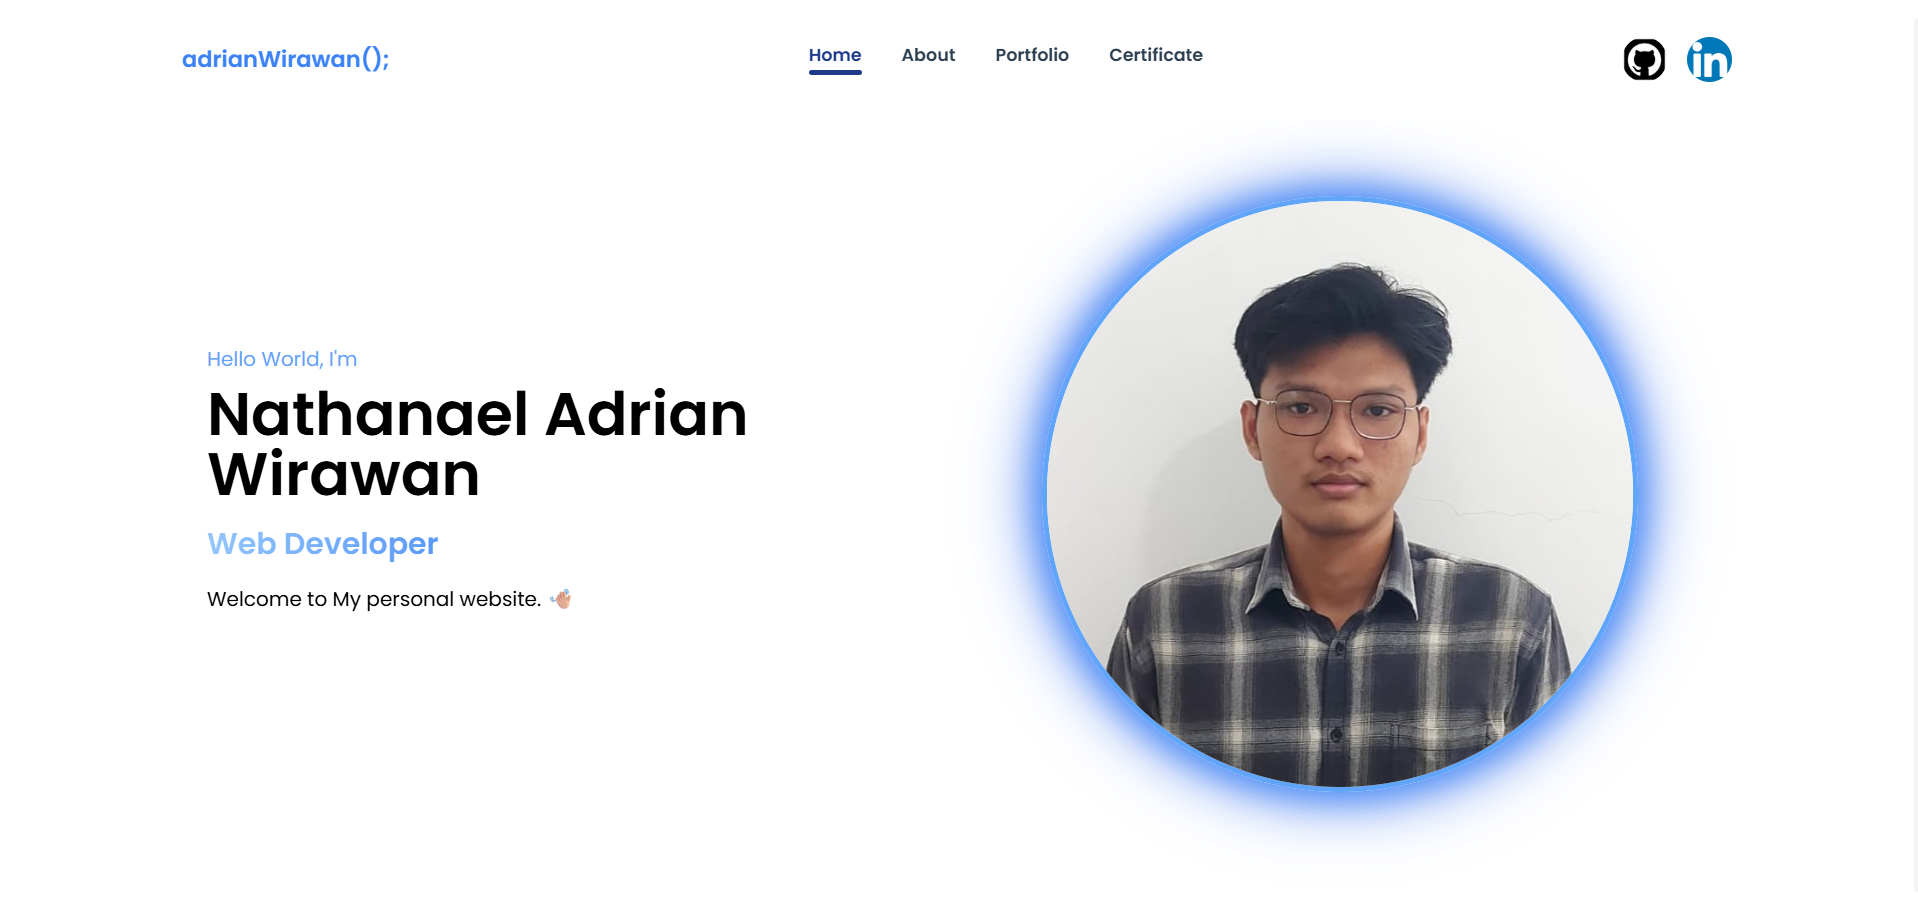 adrianWirawan();
Home About Portfolio Certificate
in
Hello World, I'm
Nathanael Adrian
Wirawan
Web Developer
Welcome to My personal website. 👋🏼